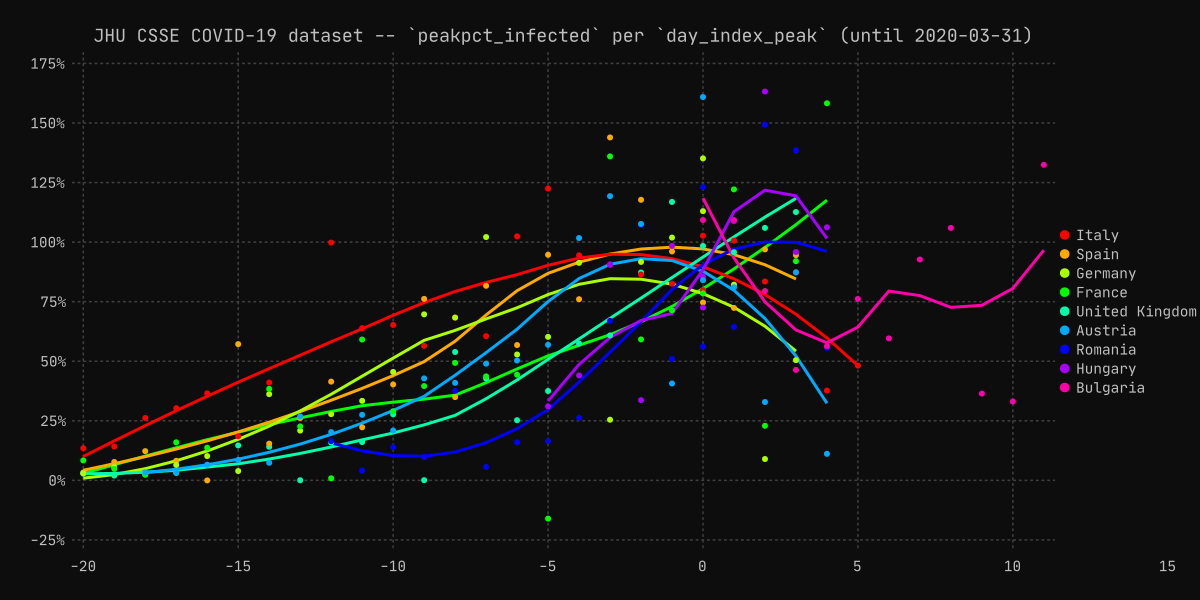 JHU CSSE COVID-19 dataset -- `peakpct_infected` per `day_index_peak` (until 2020-03-31)
175%
150%
125%
100%
75%
50%
25%
0%
-25%
-20 -15 -10 -5 0 5 10 15
Italy
Spain
Germany
France
United Kingdom
Austria
Romania
Hungary
Bulgaria